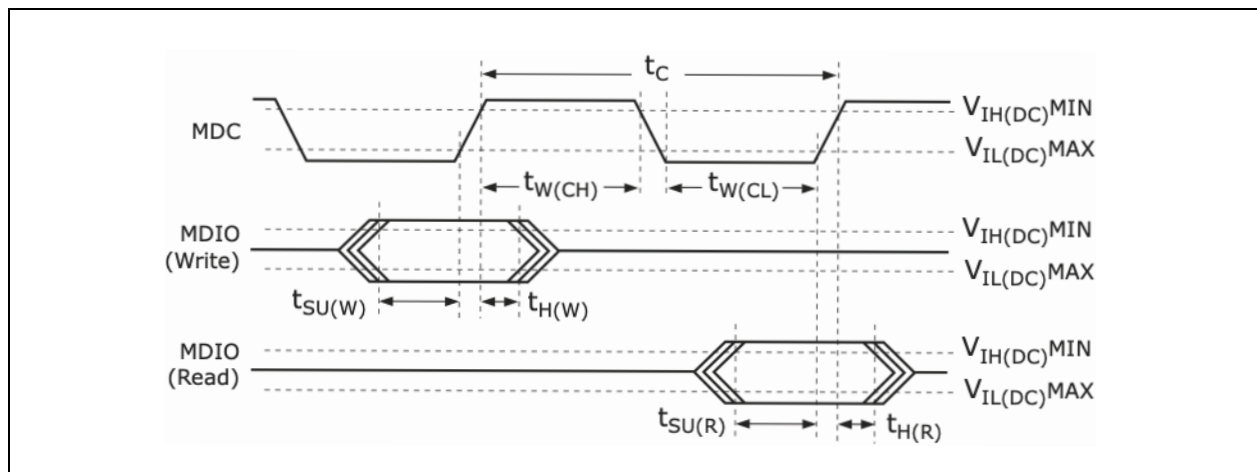 tC
MDC
VIH(DC)MIN
VIL(DC)MAX
tW(CH)
tW(CL)
MDIO
(Write)
VIH(DC)MIN
VIL(DC)MAX
tSU(W)
tH(W)
MDIO
(Read)
VIH(DC)MIN
VIL(DC)MAX
tSU(R)
tH(R)